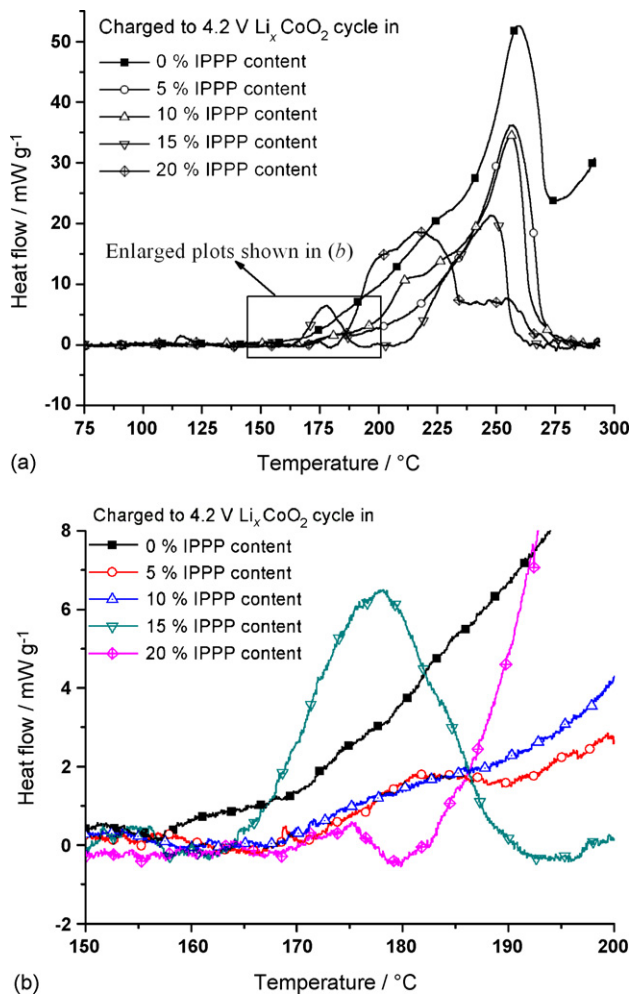 Charged to 4.2 V LixCoO2 cycle in
0 % IPPP content
5 % IPPP content
10 % IPPP content
15 % IPPP content
20 % IPPP content
Enlarged plots shown in (b)
Heat flow / mW g-1
50
40
30
20
10
0
-10
75 100 125 150 175 200 225 250 275 300
(a)
Temperature / °C
Charged to 4.2 V LixCoO2 cycle in
0 % IPPP content
5 % IPPP content
10 % IPPP content
15 % IPPP content
20 % IPPP content
Heat flow / mW g-1
8
6
4
2
0
-2
150 160 170 180 190 200
(b)
Temperature / °C